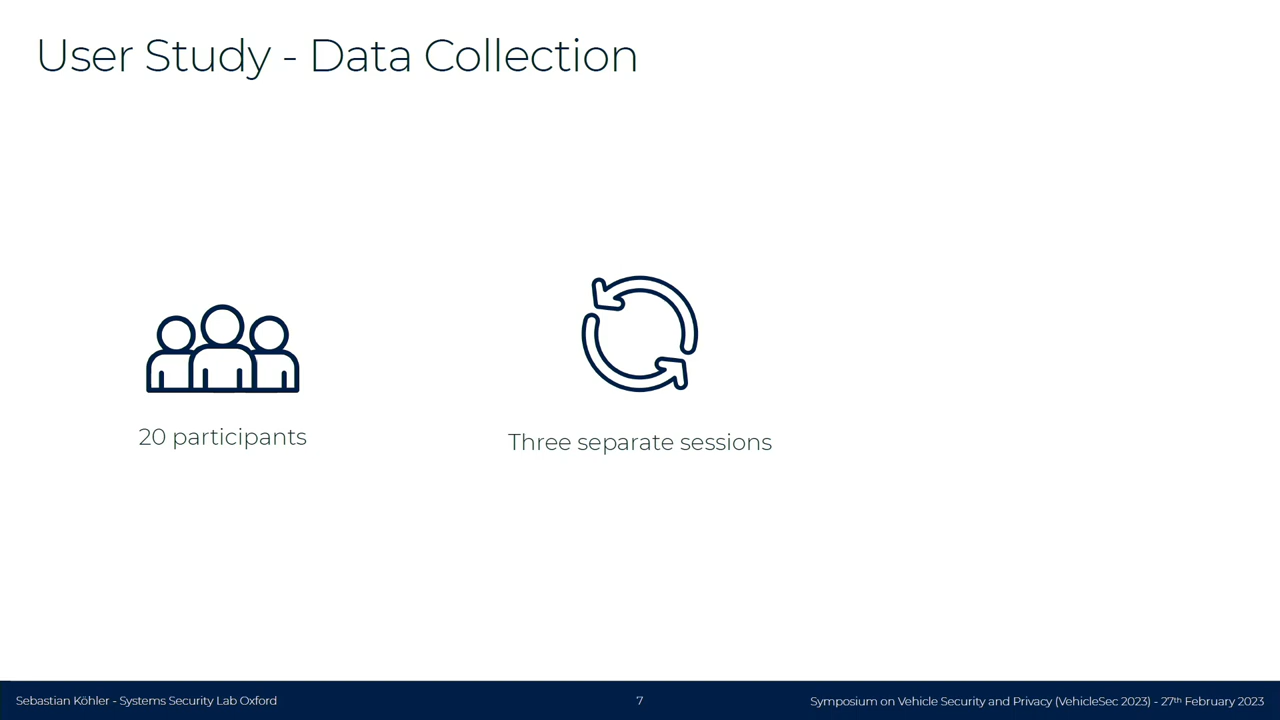 User Study - Data Collection
20 participants
Three separate sessions
Sebastian Köhler - Systems Security Lab Oxford
7
Symposium on Vehicle Security and Privacy (VehicleSec 2023) - 27th February 2023